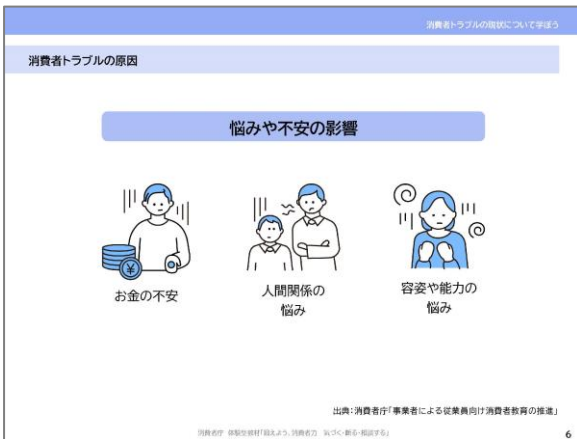 消費者トラブルの現状について学ぼう
消費者トラブルの原因
悩みや不安の影響
¥
お金の不安
人間関係の
悩み
容姿や能力の
悩み
出典:消費者庁「事業者による従業員向け消費者教育の推進」
消費者庁 体験型教材「鍛えよう、消費者力 気づく・断る・相談する」
6